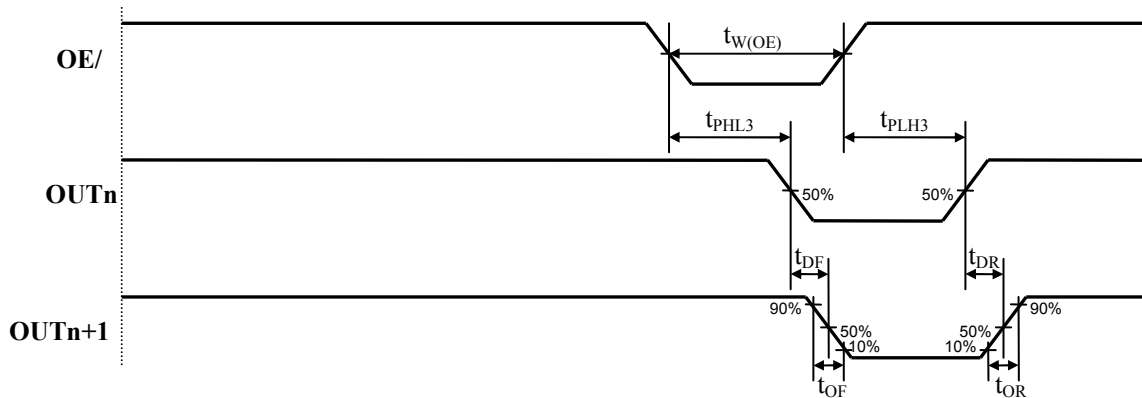 OE/
tW(OE)
tPHL3
tPLH3
OUTn
50%
50%
tDF
tDR
OUTn+1
90%
50%
10%
90%
50%
10%
tOF
tOR